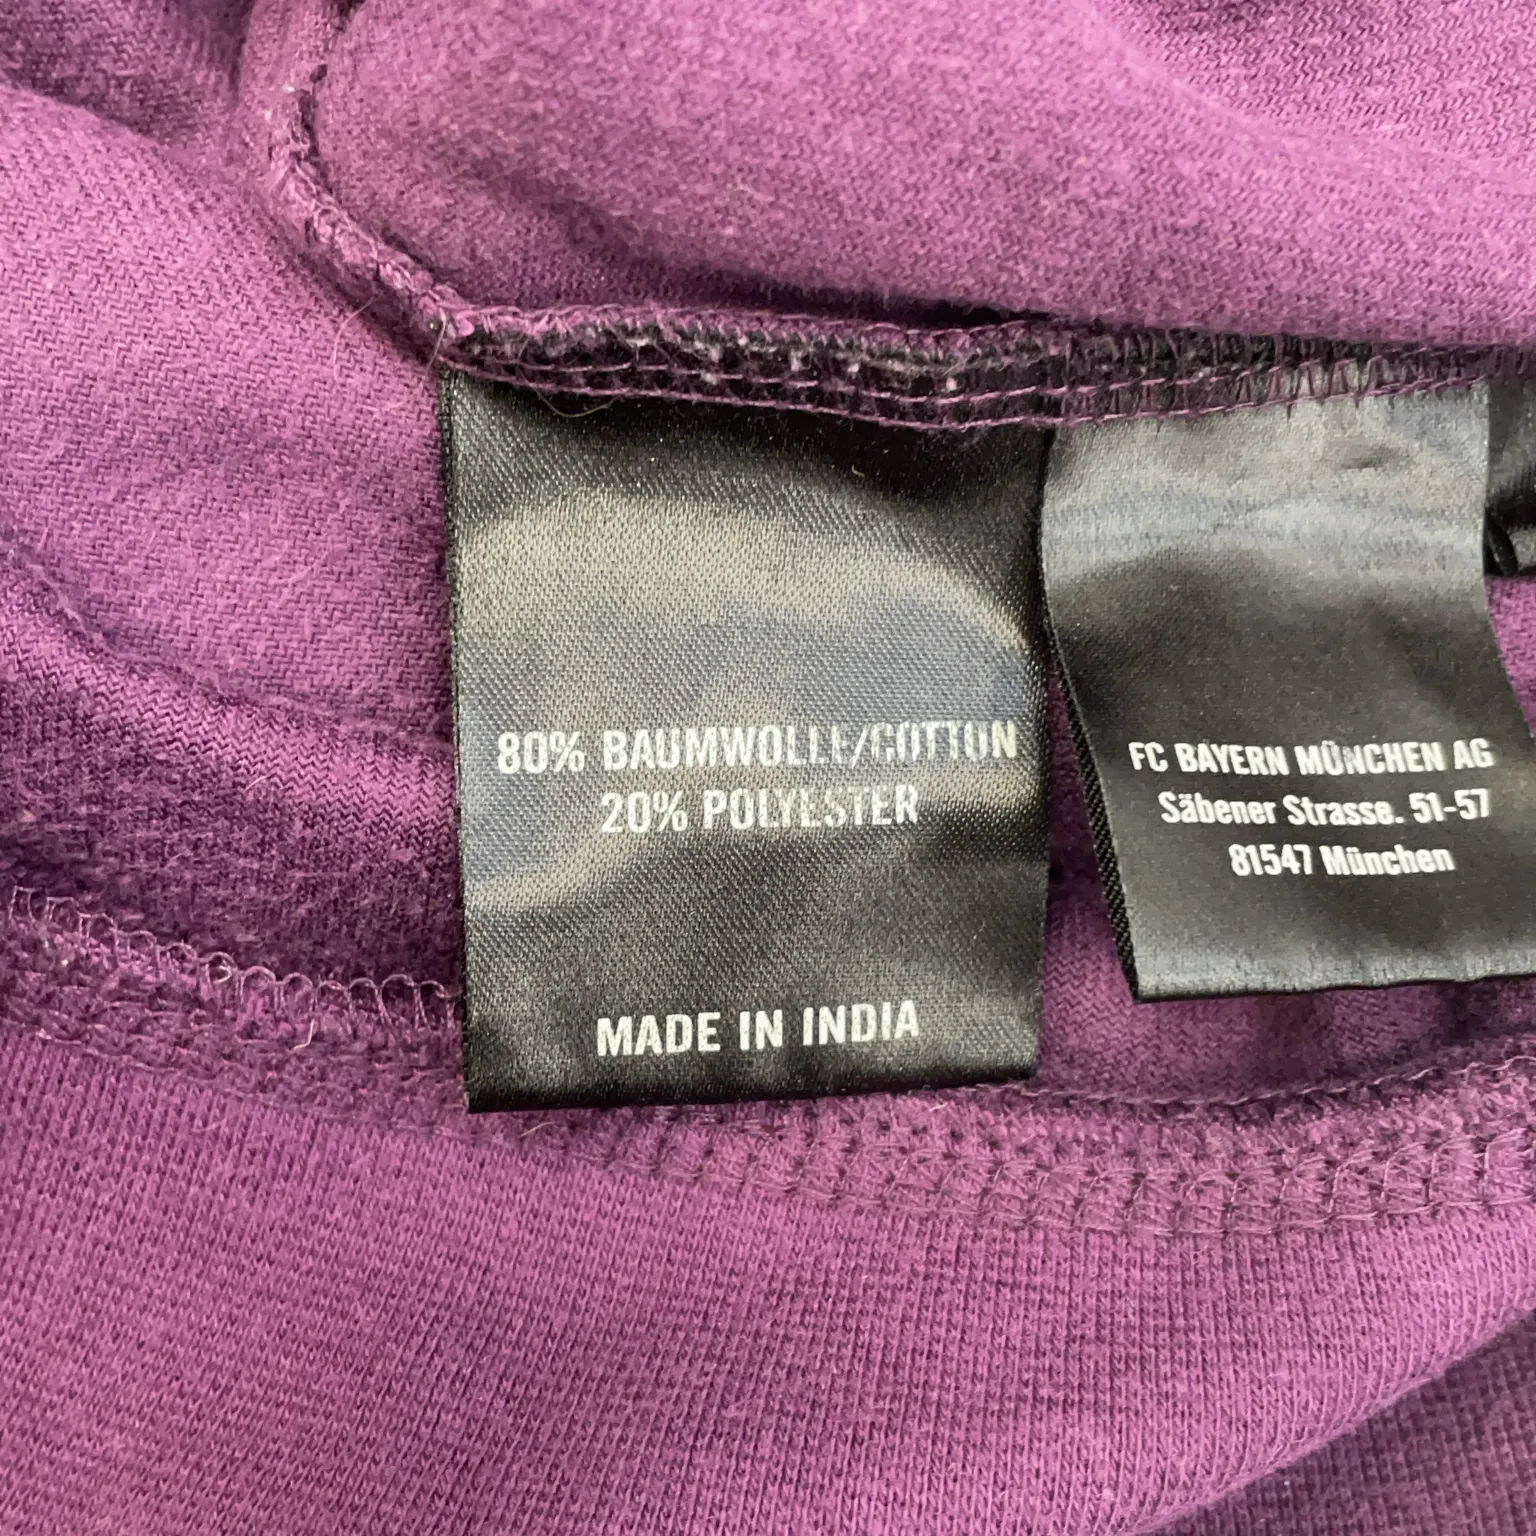 80% BAUMWOLLE/COTTON
20% POLYESTER
MADE IN INDIA
FC BAYERN MÜNCHEN AG
Säbener Strasse. 51-57
81547 München